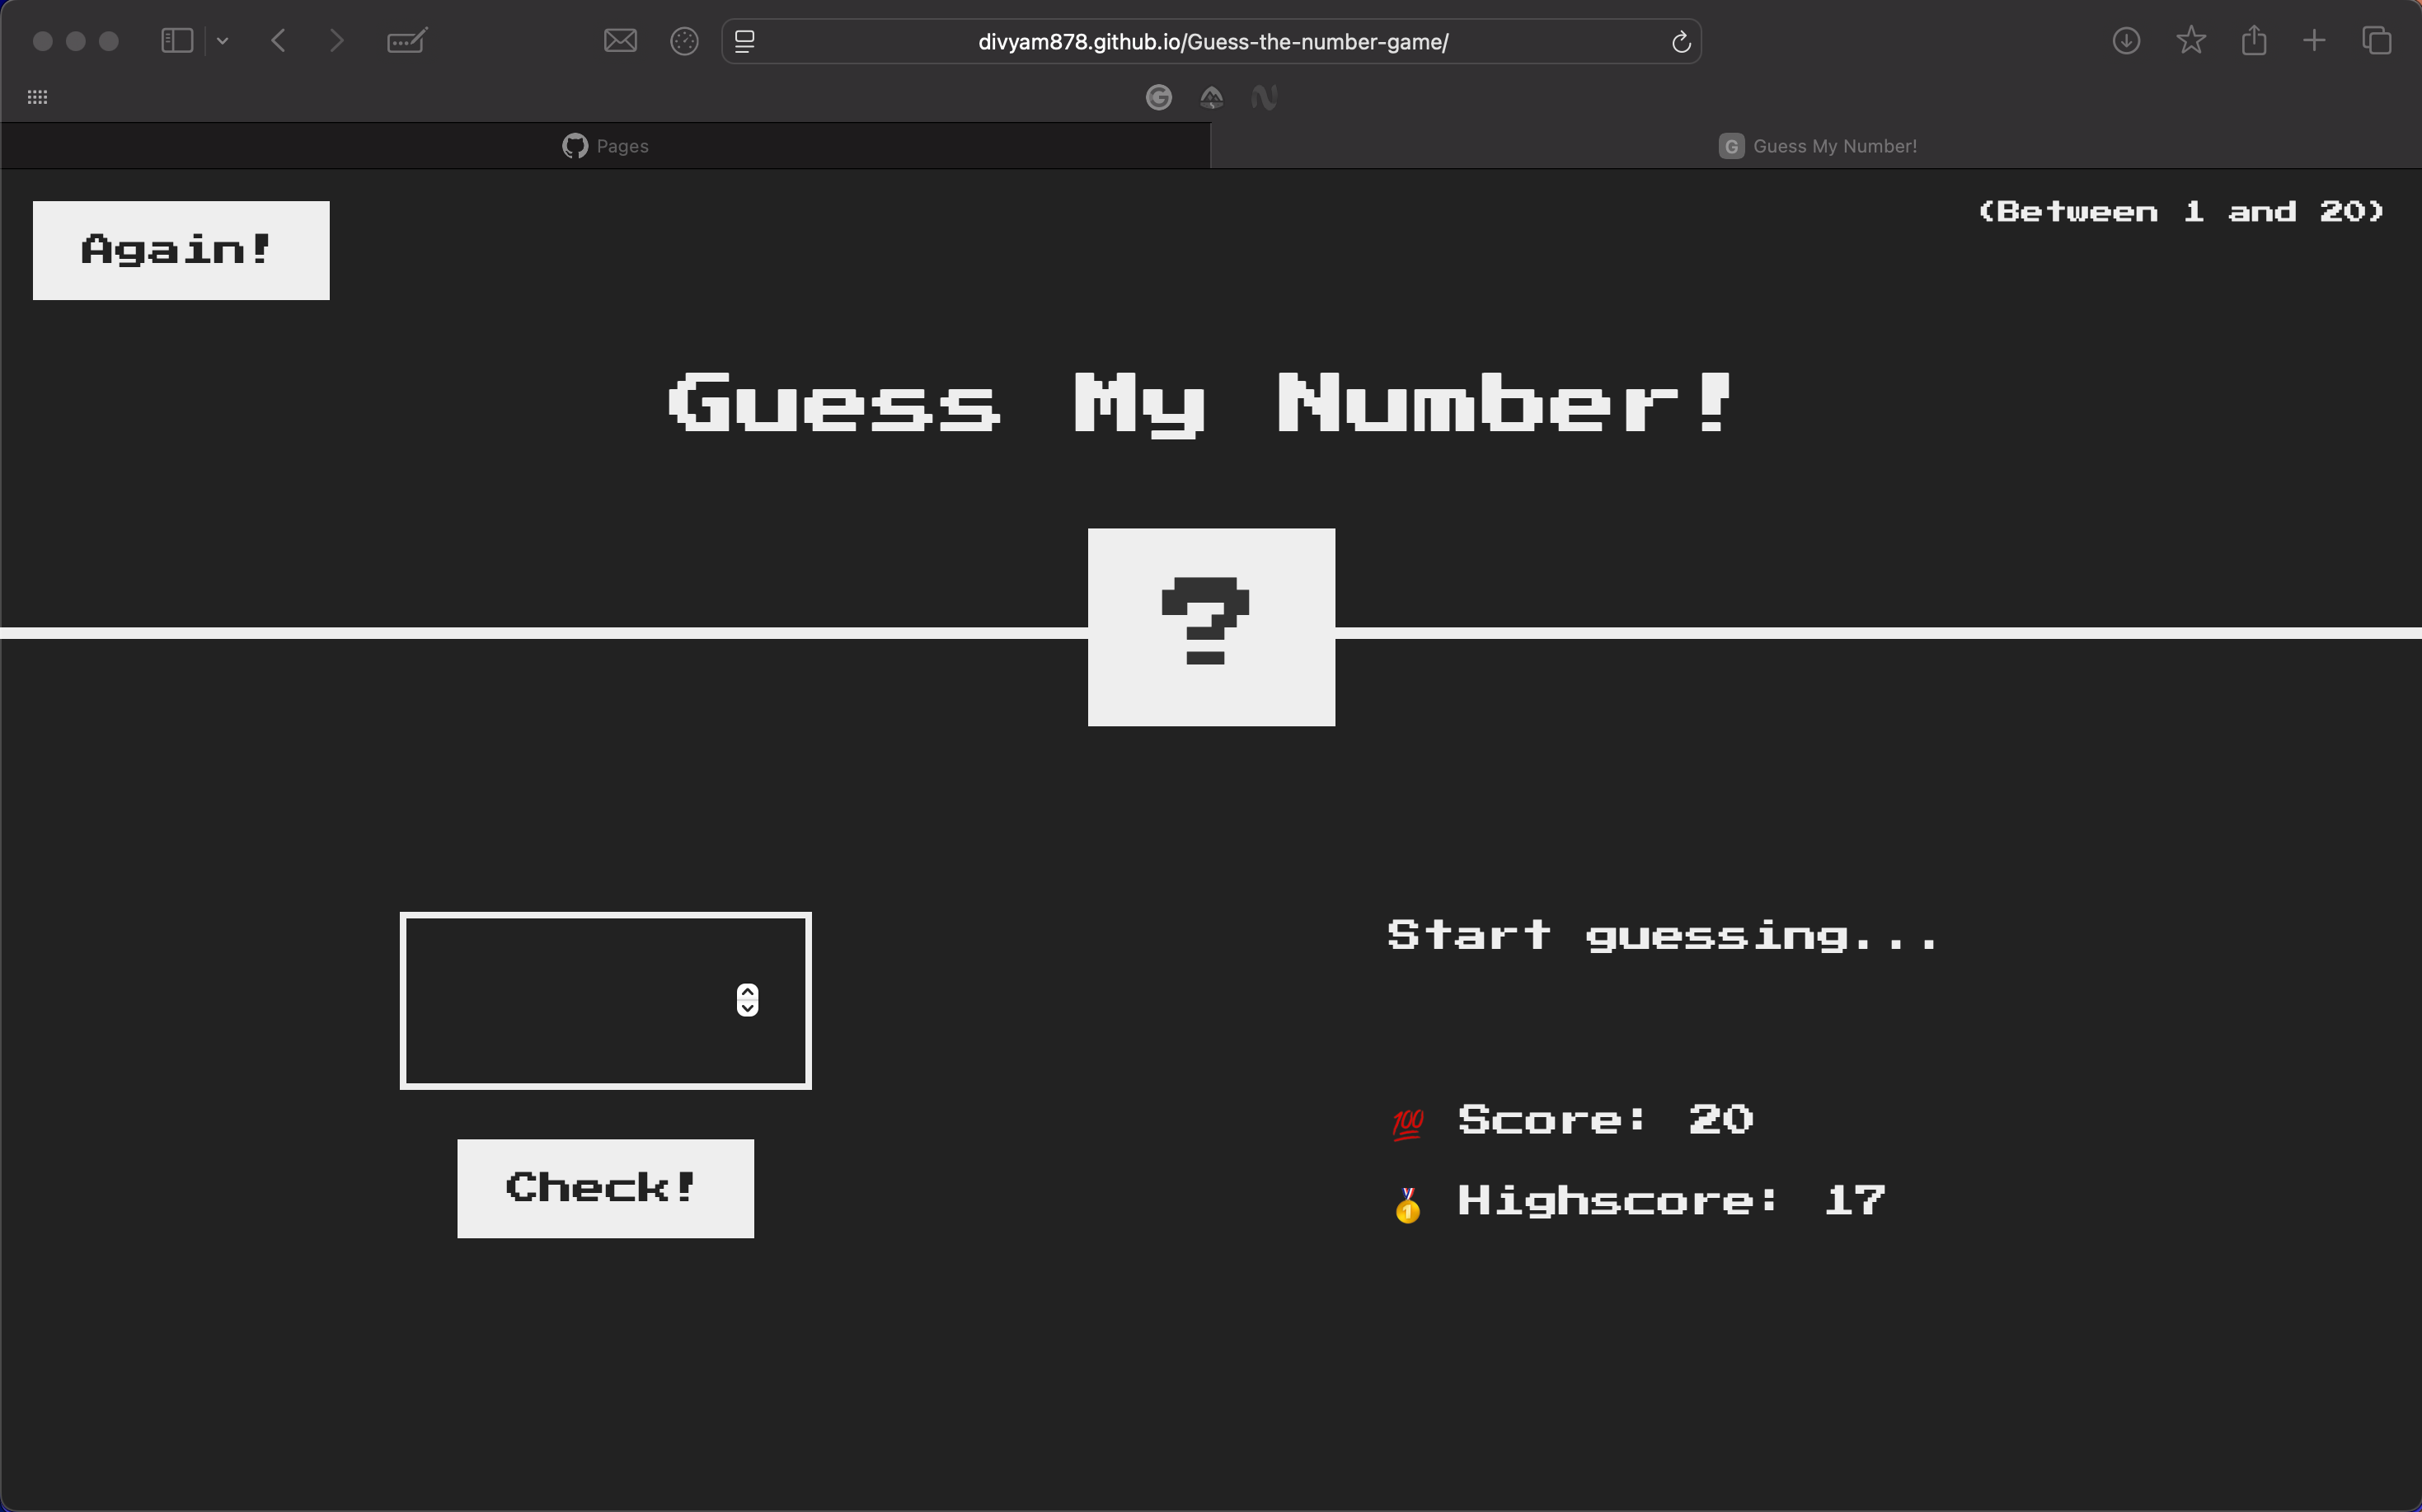 divyam878.github.io/Guess-the-number-game/
Pages
G Guess My Number!
Again!
(Between 1 and 20)
Guess My Number!
?
Start guessing...
💯 Score: 20
🥇 Highscore: 17
Check!